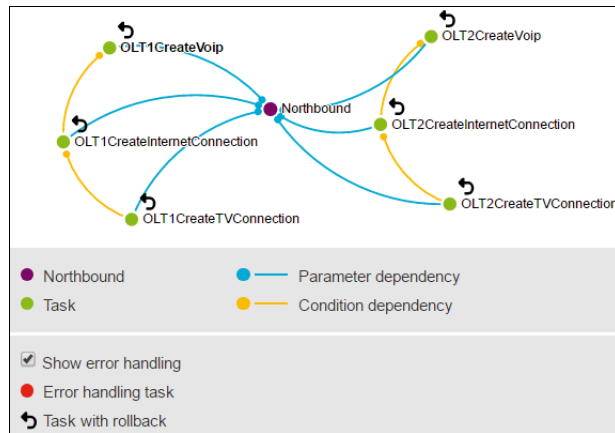 OLT1CreateVoip
OLT2CreateVoip
Northbound
OLT2CreateInternetConnection
OLT1CreateInternetConnection
OLT2CreateTVConnection
OLT1CreateTVConnection
Northbound
Parameter dependency
Task
Condition dependency
Show error handling
Error handling task
Task with rollback